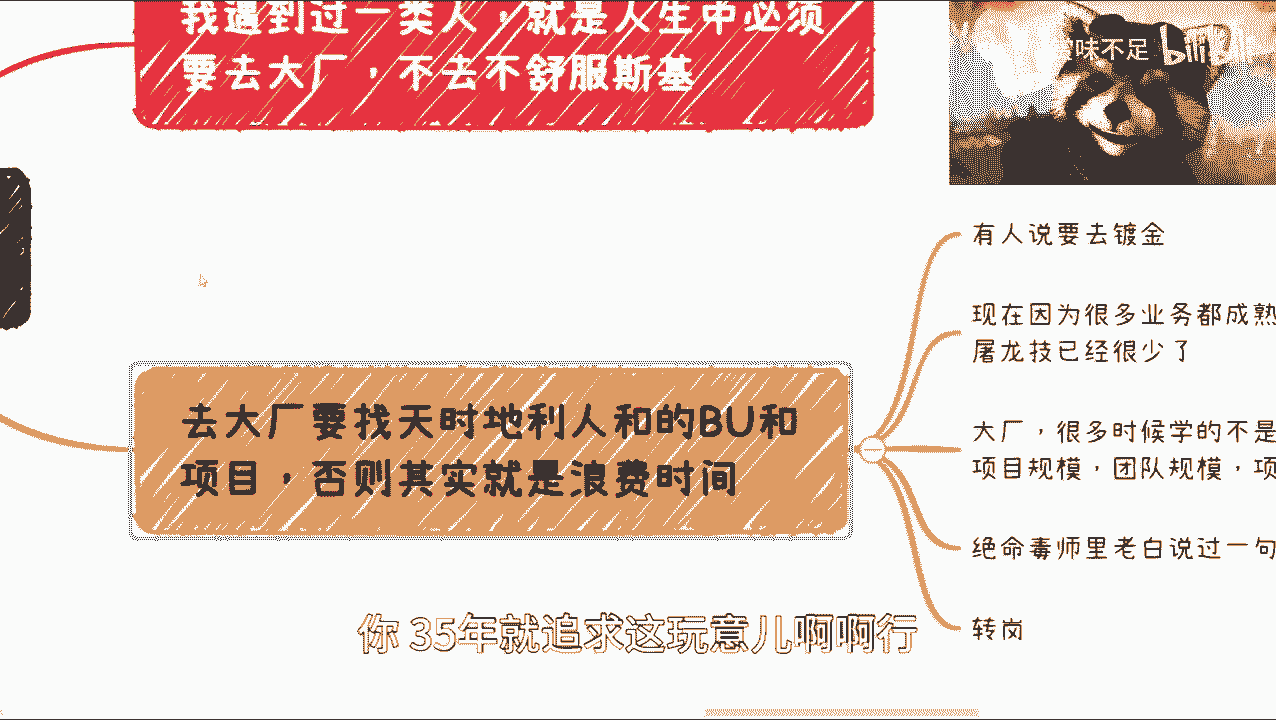 我遇到过一类人，就是人生中必须
要去大厂，不去不舒服斯基
味不足 bilibili
有人说要去镀金
现在因为很多业务都成熟
屠龙技已经很少了
去大厂要找天时地利人和的BU和
项目，否则其实就是浪费时间
大厂，很多时候学的不是
项目规模，团队规模，项
绝命毒师里老白说过一句
转岗
你 35年就追求这玩意儿啊啊行